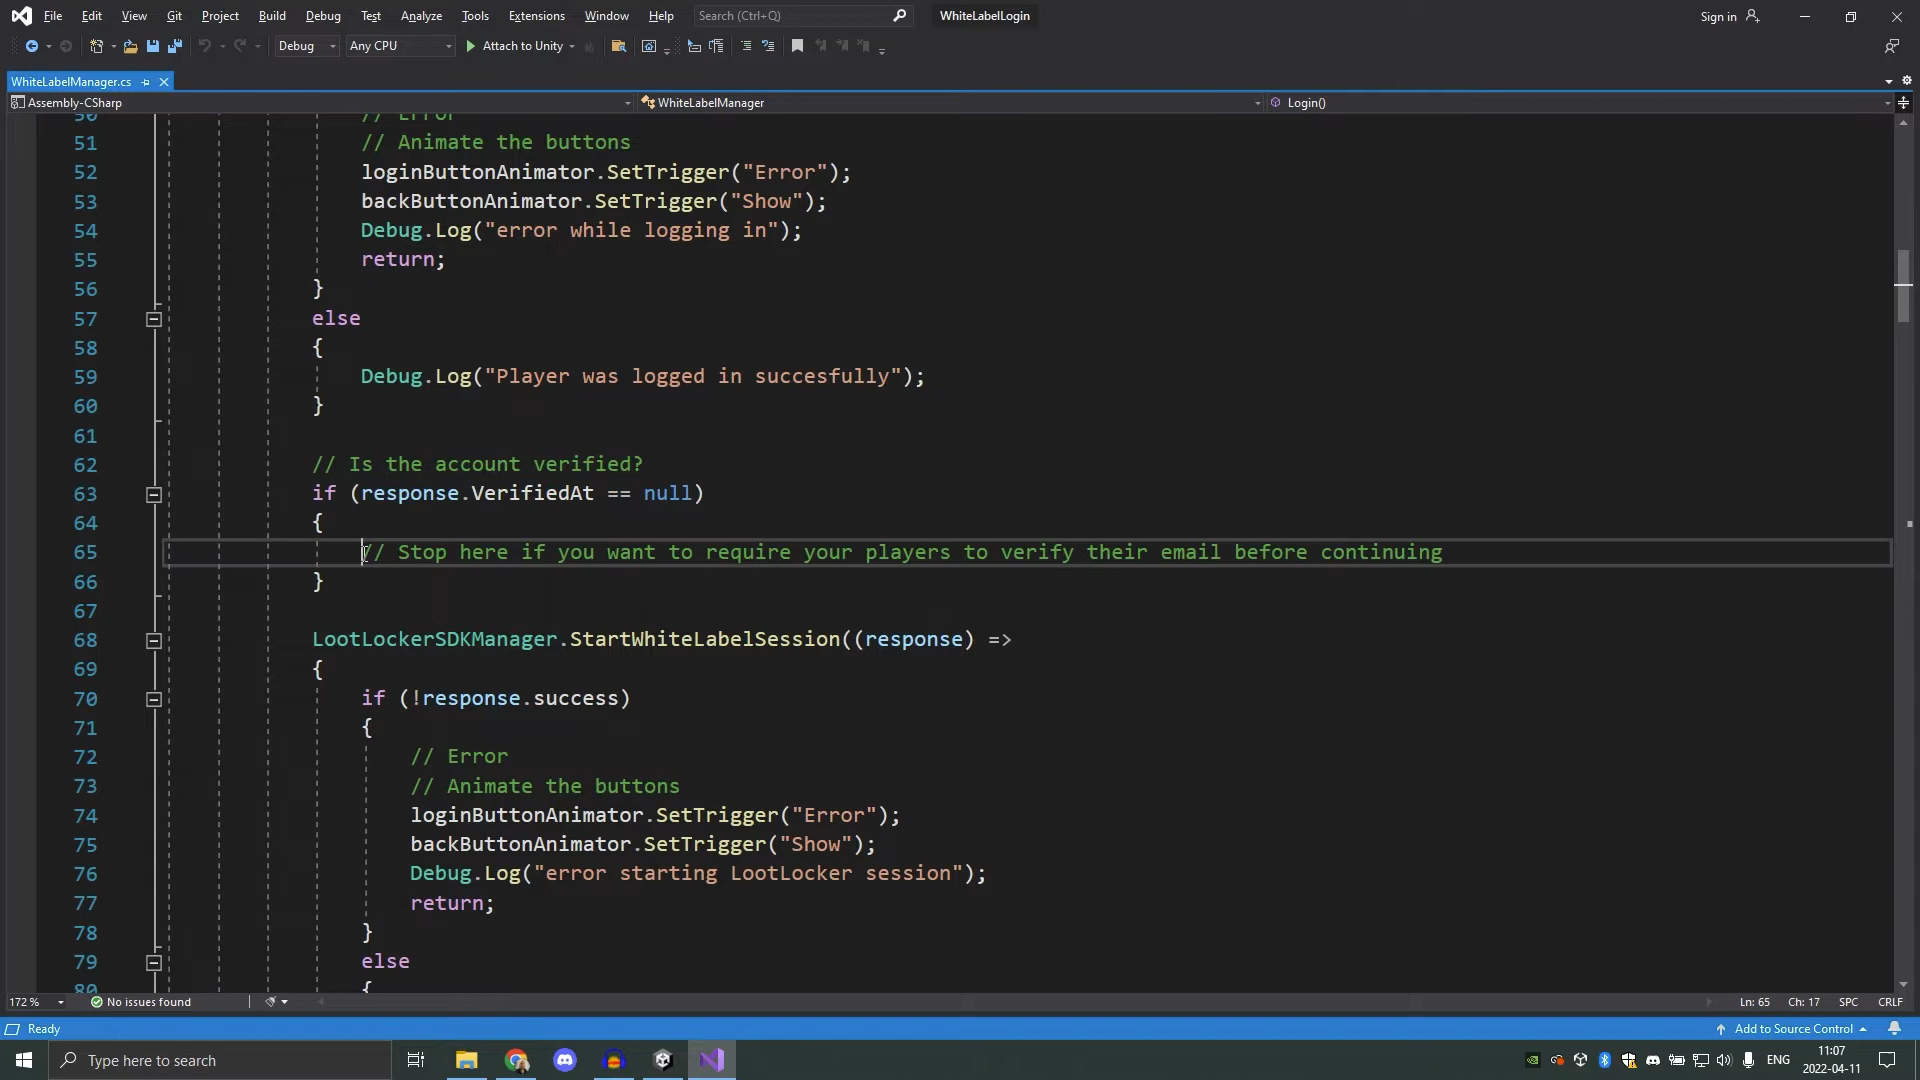 File Edit View Git Project Build Debug Test Analyze Tools Extensions Window Help Search (Ctrl+Q) WhiteLabelLogin Sign in
Debug Any CPU Attach to Unity
WhiteLabelManager.cs
Assembly-CSharp WhiteLabelManager Login()
50 // Error
51 // Animate the buttons
52 loginButtonAnimator.SetTrigger("Error");
53 backButtonAnimator.SetTrigger("Show");
54 Debug.Log("error while logging in");
55 return;
56 }
57 else
58 {
59 Debug.Log("Player was logged in succesfully");
60 }
61
62 // Is the account verified?
63 if (response.VerifiedAt == null)
64 {
65 // Stop here if you want to require your players to verify their email before continuing
66 }
67
68 LootLockerSDKManager.StartWhiteLabelSession((response) =>
69 {
70 if (!response.success)
71 {
72 // Error
73 // Animate the buttons
74 loginButtonAnimator.SetTrigger("Error");
75 backButtonAnimator.SetTrigger("Show");
76 Debug.Log("error starting LootLocker session");
77 return;
78 }
79 else
80 {
172 % No issues found Ln: 65 Ch: 17 SPC CRLF
Ready Add to Source Control
Type here to search ENG 11:07
2022-04-11